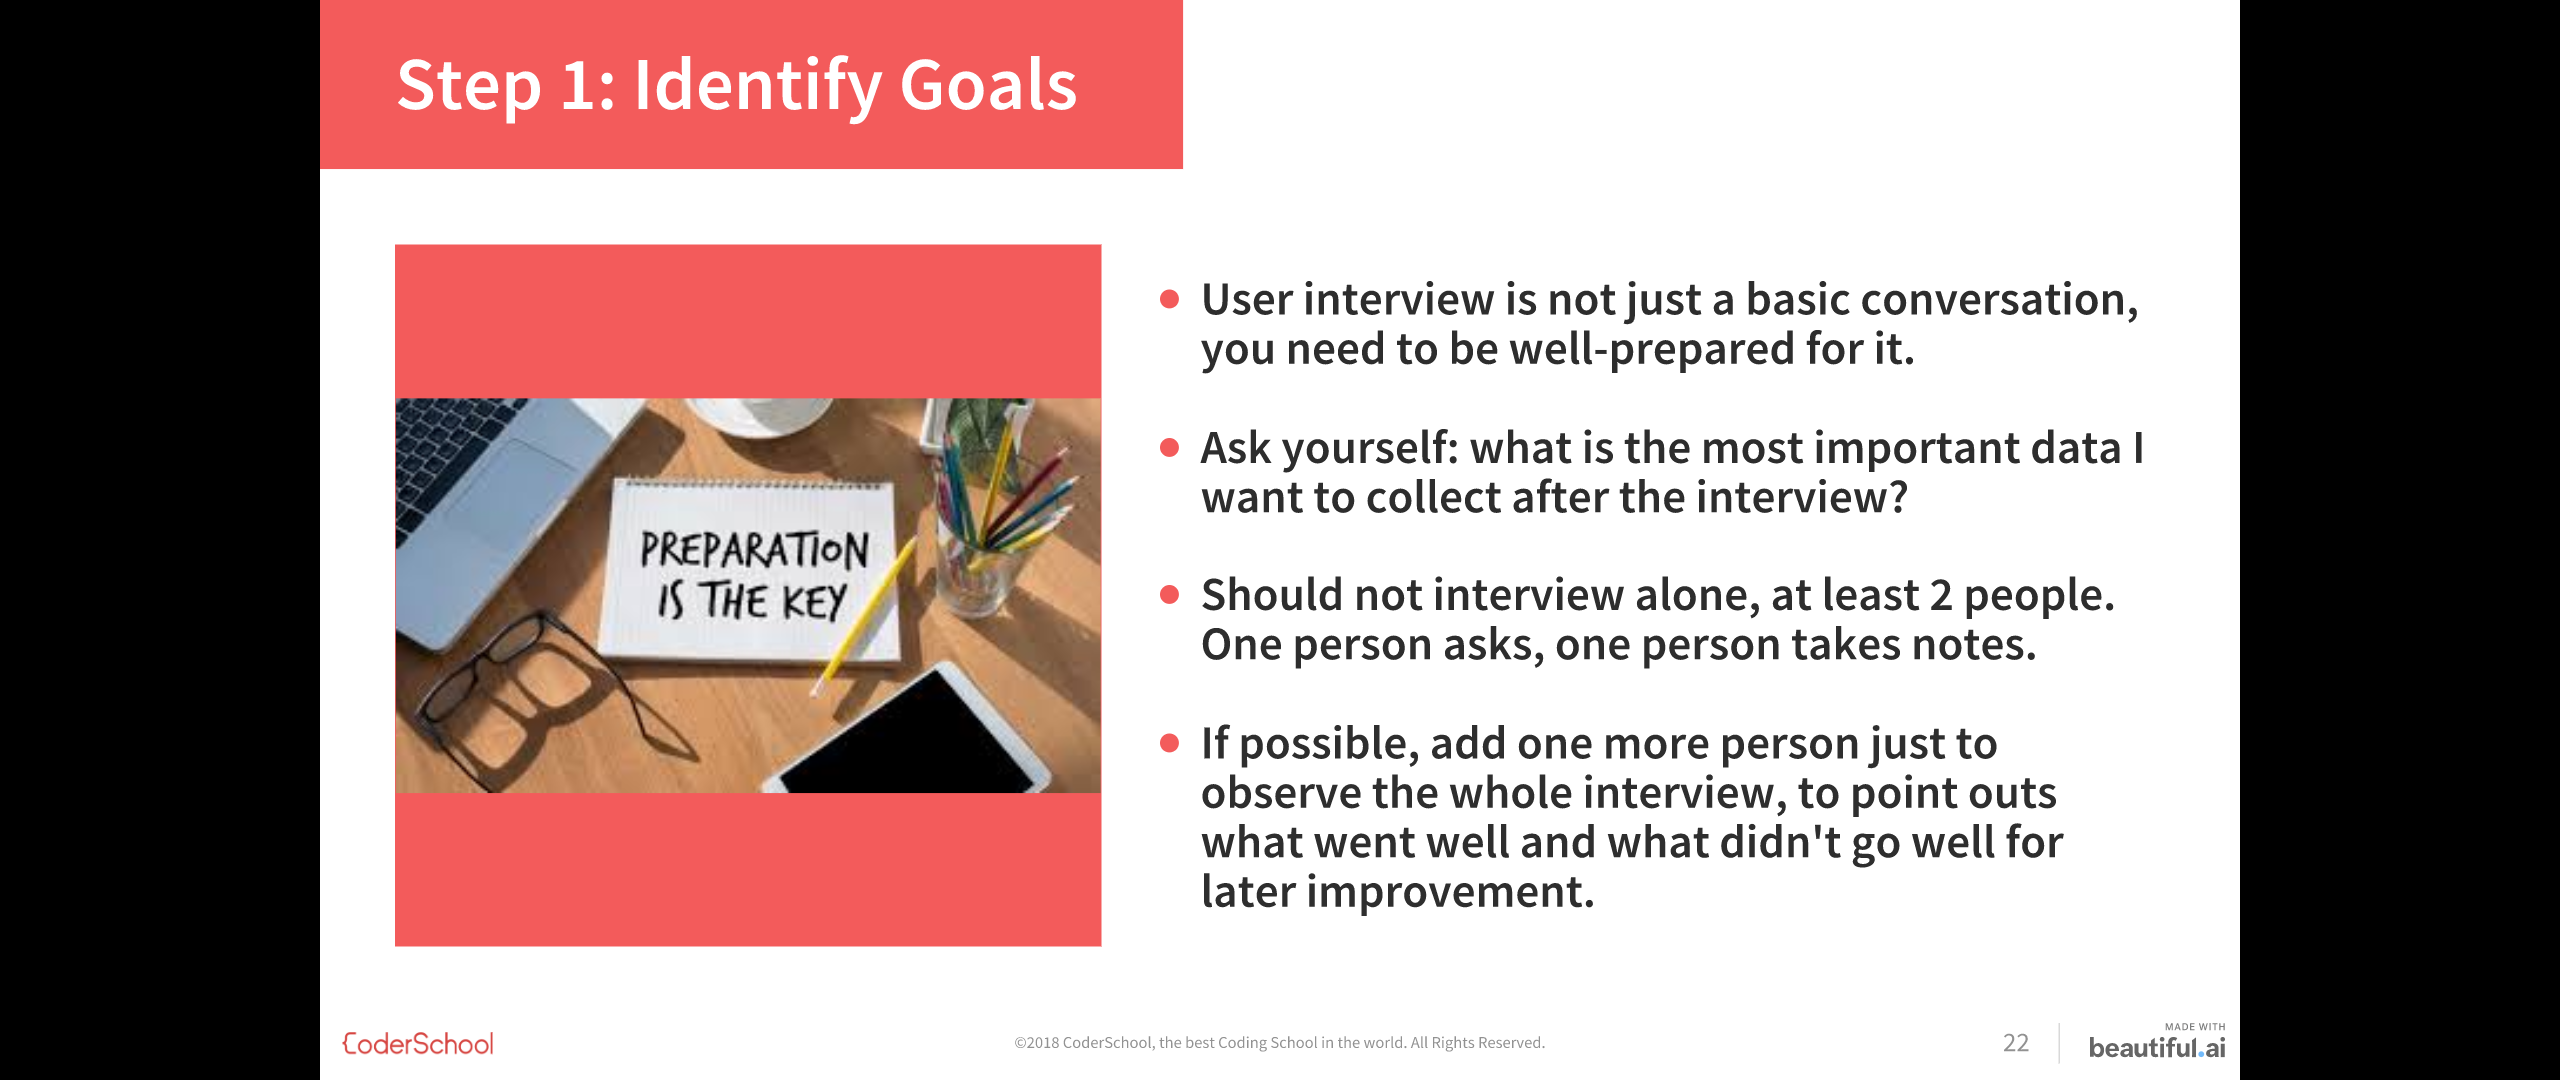 Step 1: Identify Goals
PREPARATION
IS THE KEY
• User interview is not just a basic conversation,
you need to be well-prepared for it.
• Ask yourself: what is the most important data I
want to collect after the interview?
• Should not interview alone, at least 2 people.
One person asks, one person takes notes.
• If possible, add one more person just to
observe the whole interview, to point outs
what went well and what didn't go well for
later improvement.
CoderSchool
©2018 CoderSchool, the best Coding School in the world. All Rights Reserved.
22
MADE WITH
beautiful.ai